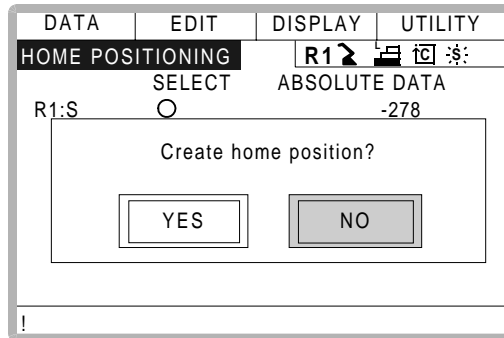 DATA EDIT DISPLAY UTILITY
HOME POSITIONING R1 C S
SELECT ABSOLUTE DATA
R1:S -278
Create home position?
YES NO
!